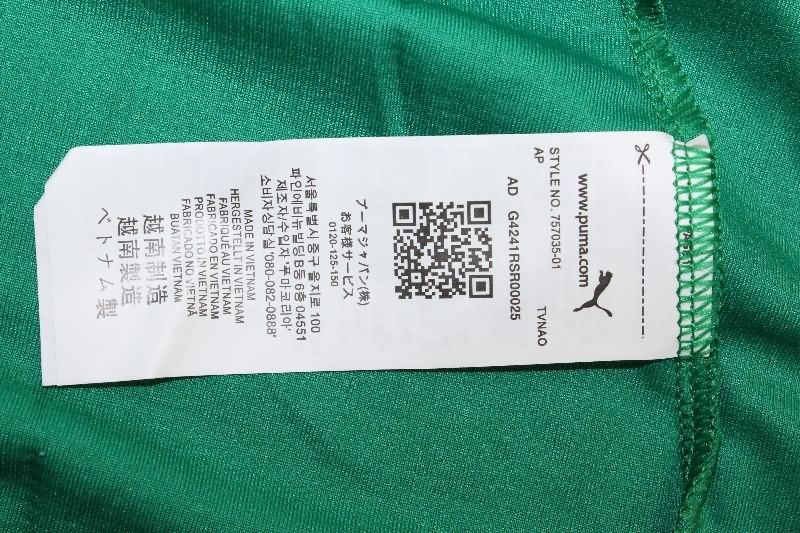 www.puma.com
STYLE NO. 757035-01 TVNAO
AP
AD G4241RSR00025
プーマジャパン(株)
お客様サービス
0120-125-150
서울특별시 중구 을지로 100
파인에비뉴빌딩 B동 6층 04551
제조자/수입자 '푸마코리아'
소비자상담실 '080-082-0888'
MADE IN VIETNAM
HERGESTELLT IN VIETNAM
FABRIQUE AU VIETNAM
FABRICADO EN VIETNAM
PRODOTTO IN VIETNAM
FABRICADO NO VIETNÃ
BUATAN VIETNAM
越南制造
越南製造
ベトナム製